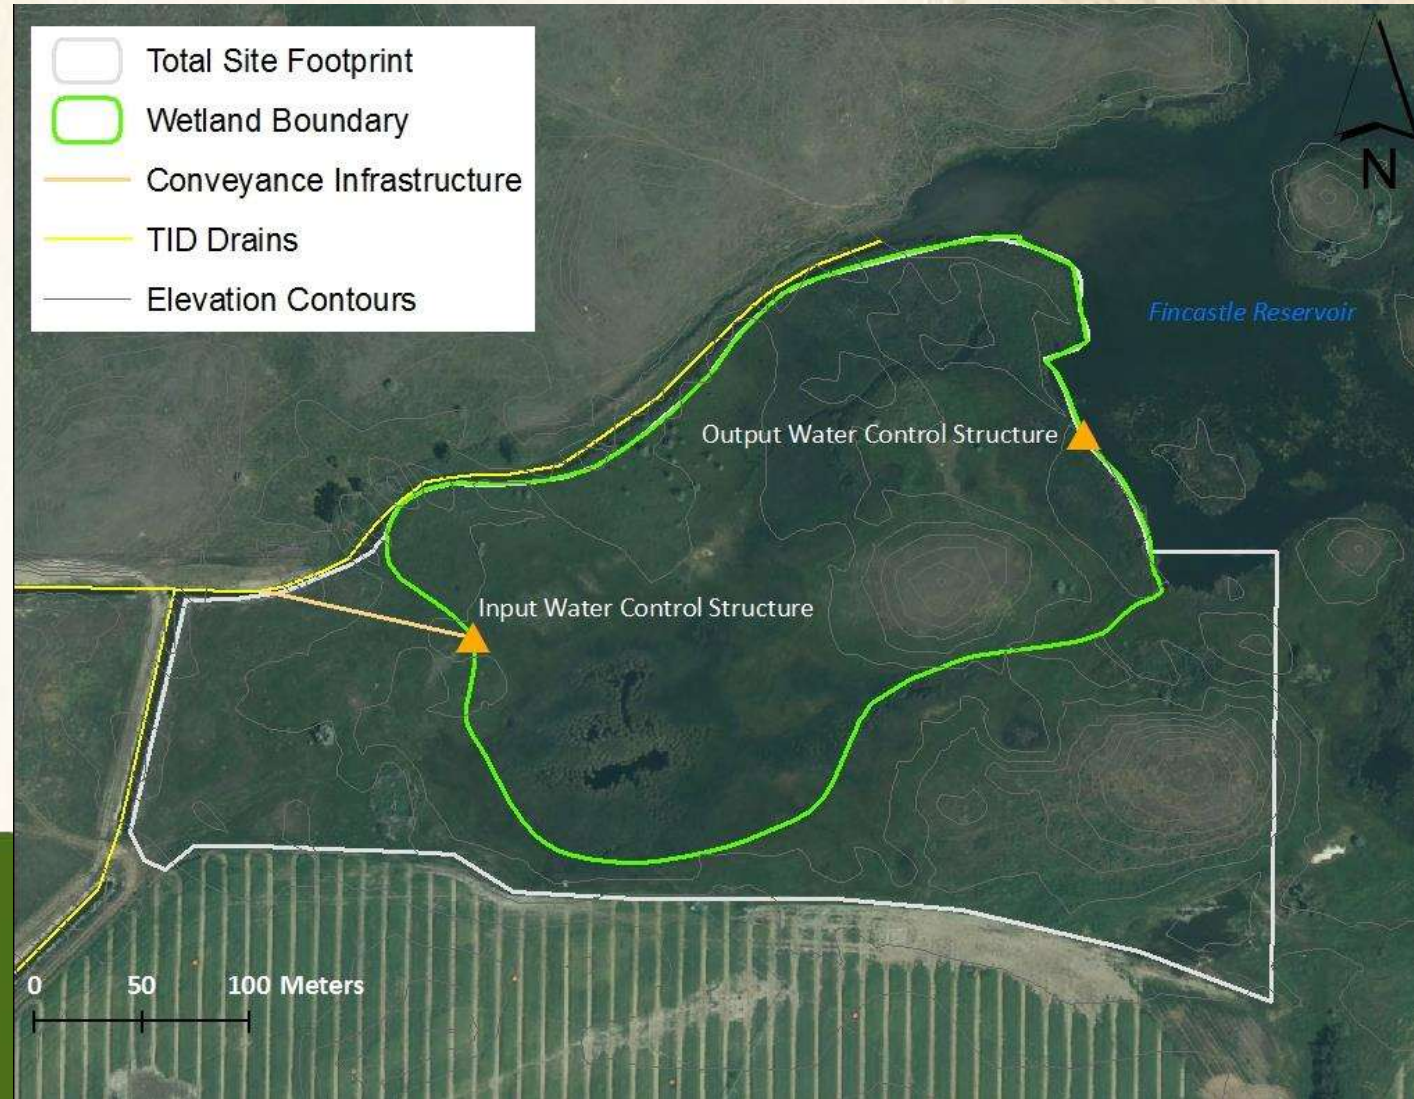 Total Site Footprint
Wetland Boundary
Conveyance Infrastructure
TID Drains
Elevation Contours
N
Fincastle Reservoir
Output Water Control Structure
Input Water Control Structure
0 50 100 Meters